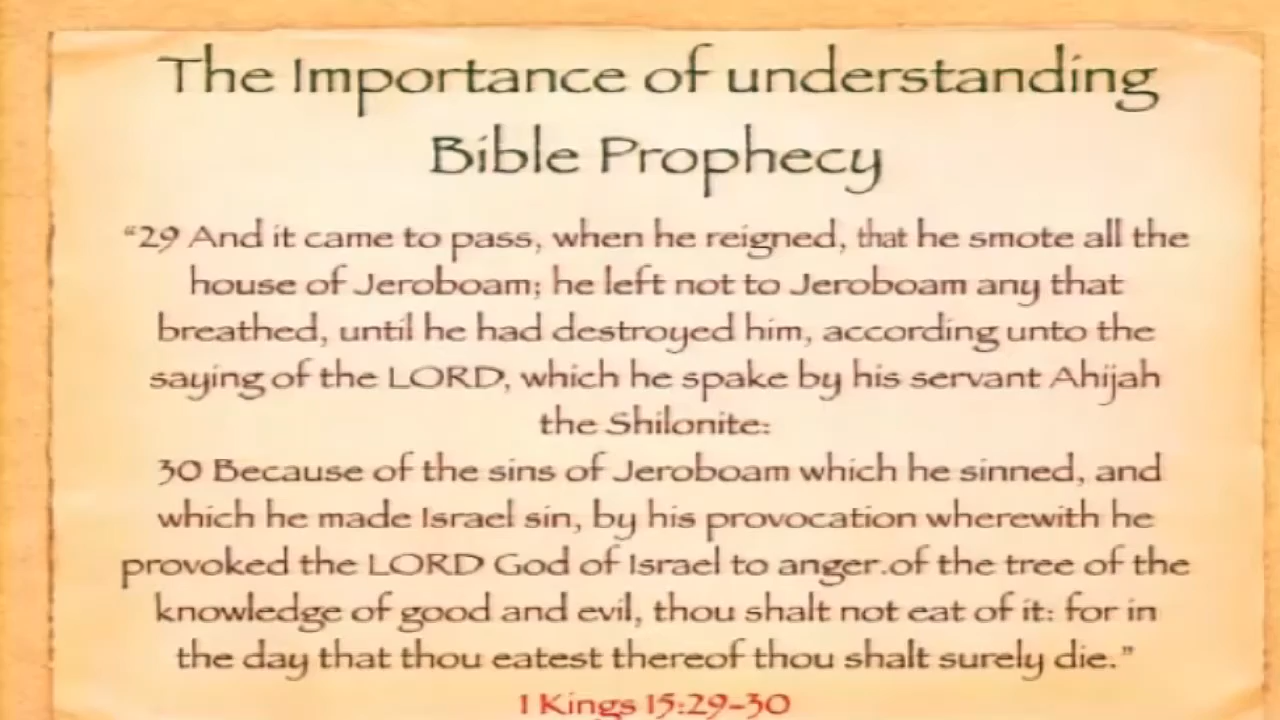 The Importance of understanding
Bible Prophecy
“29 And it came to pass, when he reigned, that he smote all the
house of Jeroboam; he left not to Jeroboam any that
breathed, until he had destroyed him, according unto the
saying of the LORD, which he spake by his servant Ahijah
the Shilonite:
30 Because of the sins of Jeroboam which he sinned, and
which he made Israel sin, by his provocation wherewith he
provoked the LORD God of Israel to anger.of the tree of the
knowledge of good and evil, thou shalt not eat of it: for in
the day that thou eatest thereof thou shalt surely die.”
1 Kings 15:29-30